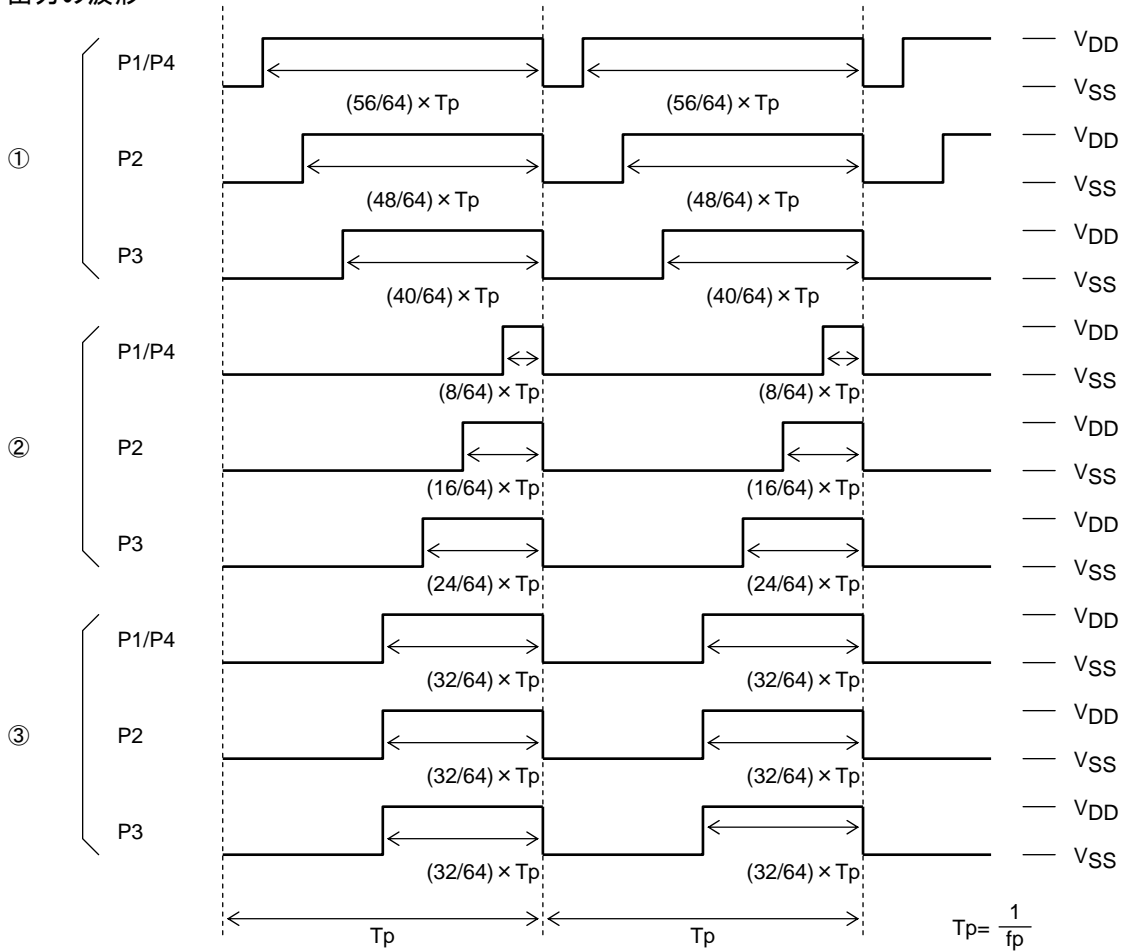 出力の波形
P1/P4
(56/64) × Tp
(56/64) × Tp
VDD
VSS
①
P2
(48/64) × Tp
(48/64) × Tp
VDD
VSS
P3
(40/64) × Tp
(40/64) × Tp
VDD
VSS
P1/P4
(8/64) × Tp
(8/64) × Tp
VDD
VSS
②
P2
(16/64) × Tp
(16/64) × Tp
VDD
VSS
P3
(24/64) × Tp
(24/64) × Tp
VDD
VSS
P1/P4
(32/64) × Tp
(32/64) × Tp
VDD
VSS
③
P2
(32/64) × Tp
(32/64) × Tp
VDD
VSS
P3
(32/64) × Tp
(32/64) × Tp
VDD
VSS
Tp
Tp
Tp= 1/fp